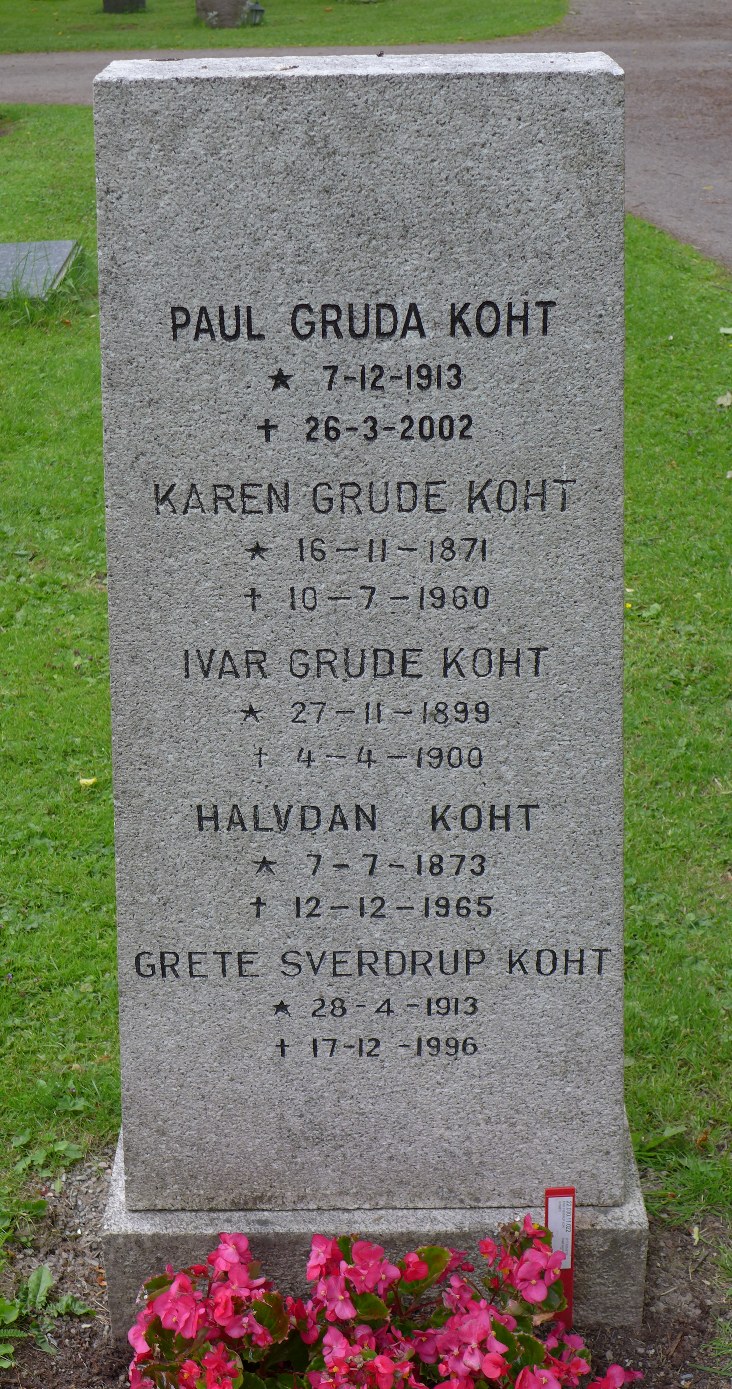 PAUL GRUDA KOHT
★ 7-12-1913
† 26-3-2002
KAREN GRUDE KOHT
★ 16-11-1871
† 10-7-1960
IVAR GRUDE KOHT
★ 27-11-1899
† 4-4-1900
HALVDAN KOHT
★ 7-7-1873
† 12-12-1965
GRETE SVERDRUP KOHT
★ 28-4-1913
† 17-12-1996